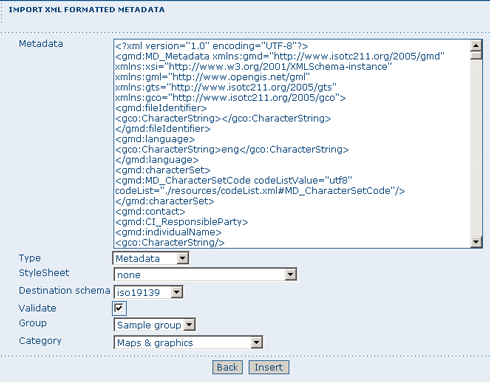 IMPORT XML FORMATTED METADATA
Metadata
<?xml version="1.0" encoding="UTF-8"?>
<gmd:MD_Metadata xmlns:gmd="http://www.isotc211.org/2005/gmd"
xmlns:xsi="http://www.w3.org/2001/XMLSchema-instance"
xmlns:gml="http://www.opengis.net/gml"
xmlns:gts="http://www.isotc211.org/2005/gts"
xmlns:gco="http://www.isotc211.org/2005/gco">
<gmd:fileIdentifier>
<gco:CharacterString></gco:CharacterString>
</gmd:fileIdentifier>
<gmd:language>
<gco:CharacterString>eng</gco:CharacterString>
</gmd:language>
<gmd:characterSet>
<gmd:MD_CharacterSetCode codeListValue="utf8"
codeList="./resources/codeList.xml#MD_CharacterSetCode"/>
</gmd:characterSet>
<gmd:contact>
<gmd:CI_ResponsibleParty>
<gmd:individualName>
<gco:CharacterString/>
Type Metadata
StyleSheet none
Destination schema iso19139
Validate
Group Sample group
Category Maps & graphics
Back Insert